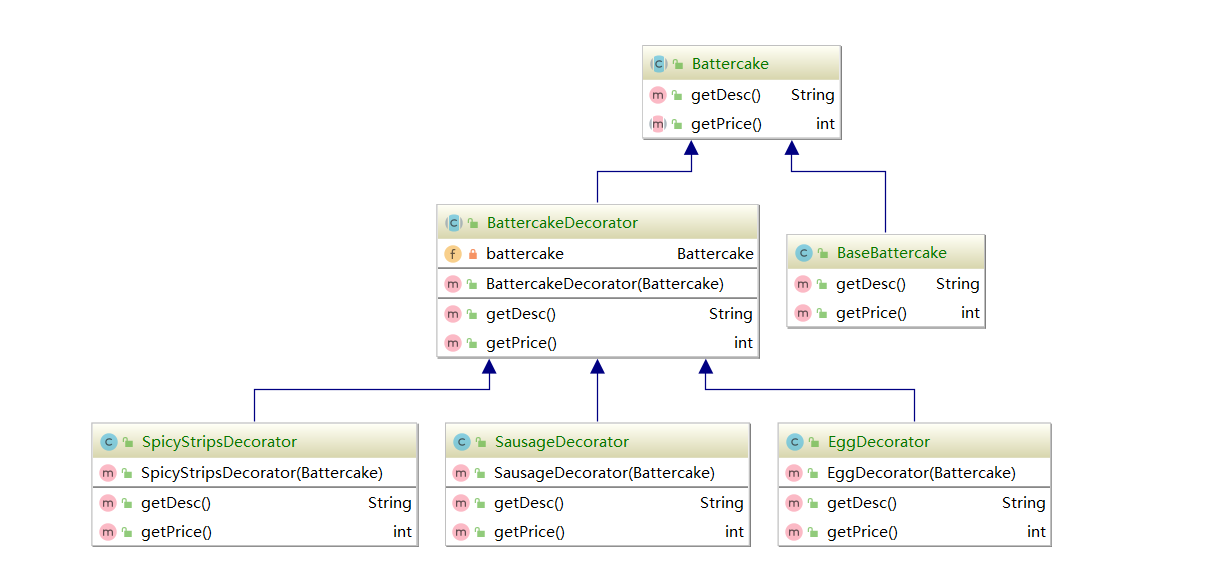 Battercake
getDesc() String
getPrice() int
BattercakeDecorator
battercake Battercake
BattercakeDecorator(Battercake)
getDesc() String
getPrice() int
BaseBattercake
getDesc() String
getPrice() int
SpicyStripsDecorator
SpicyStripsDecorator(Battercake)
getDesc() String
getPrice() int
SausageDecorator
SausageDecorator(Battercake)
getDesc() String
getPrice() int
EggDecorator
EggDecorator(Battercake)
getDesc() String
getPrice() int